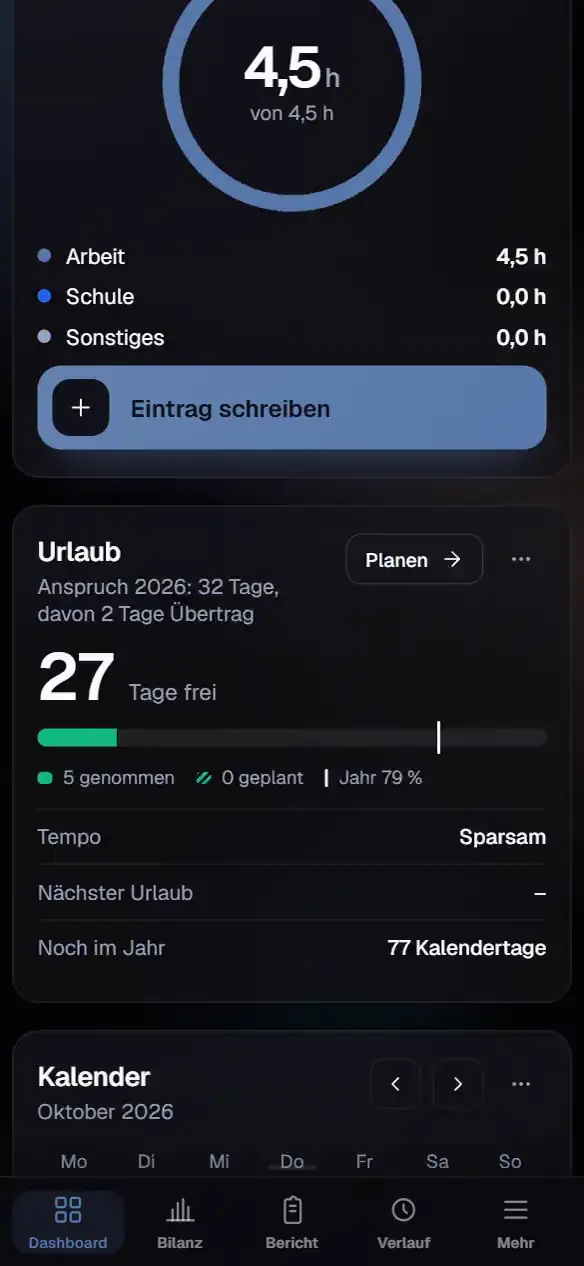 4,5 h
von 4,5 h
Arbeit 4,5 h
Schule 0,0 h
Sonstiges 0,0 h
+ Eintrag schreiben
Urlaub
Planen →
Anspruch 2026: 32 Tage,
davon 2 Tage Übertrag
27 Tage frei
5 genommen 0 geplant Jahr 79 %
Tempo Sparsam
Nächster Urlaub –
Noch im Jahr 77 Kalendertage
Kalender
Oktober 2026
Mo Di Mi Do Fr Sa So
Dashboard Bilanz Bericht Verlauf Mehr